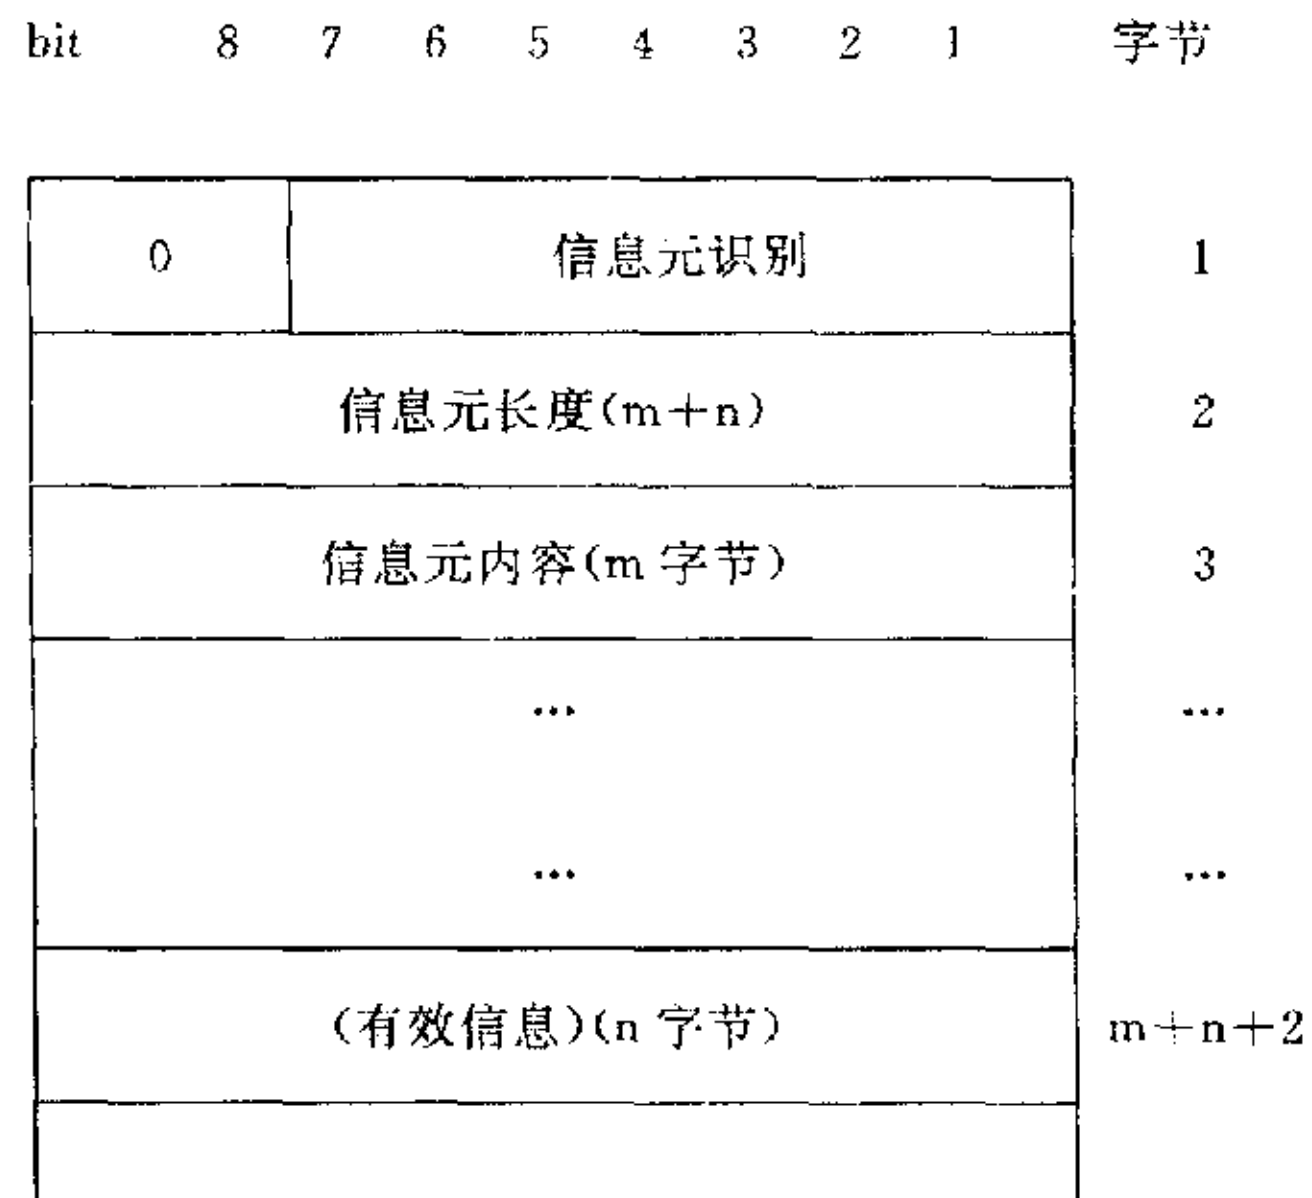 bit 8 7 6 5 4 3 2 1 字节
0 信息元识别 1
信息元长度(m+n) 2
信息元内容(m 字节) 3
… …
… …
(有效信息)(n 字节) m+n+2